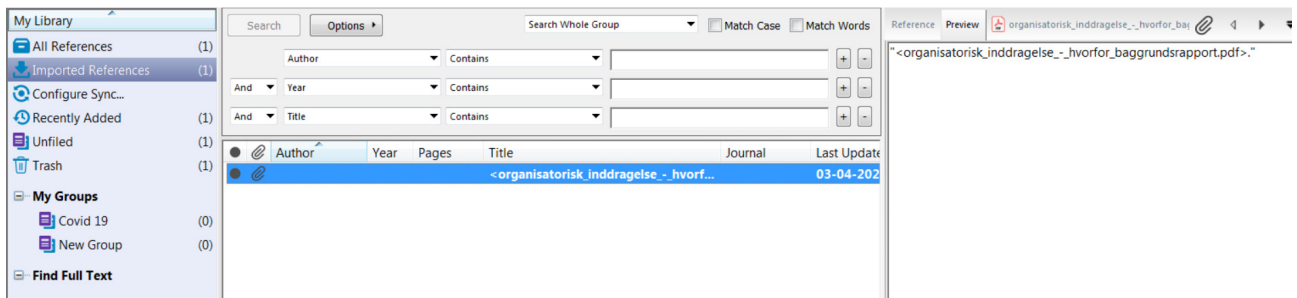 My Library
All References (1)
Imported References (1)
Configure Sync...
Recently Added (1)
Unfiled (1)
Trash (1)
My Groups
Covid 19 (0)
New Group (0)
Find Full Text
Search Options Search Whole Group Match Case Match Words
Author Contains + -
And Year Contains + -
And Title Contains + -
Author Year Pages Title Journal Last Update
<organisatorisk_inddragelse_-_hvorf... 03-04-202
Reference Preview organisatorisk_inddragelse_-_hvorfor_bag
"<organisatorisk_inddragelse_-_hvorfor_baggrundsrapport.pdf>."